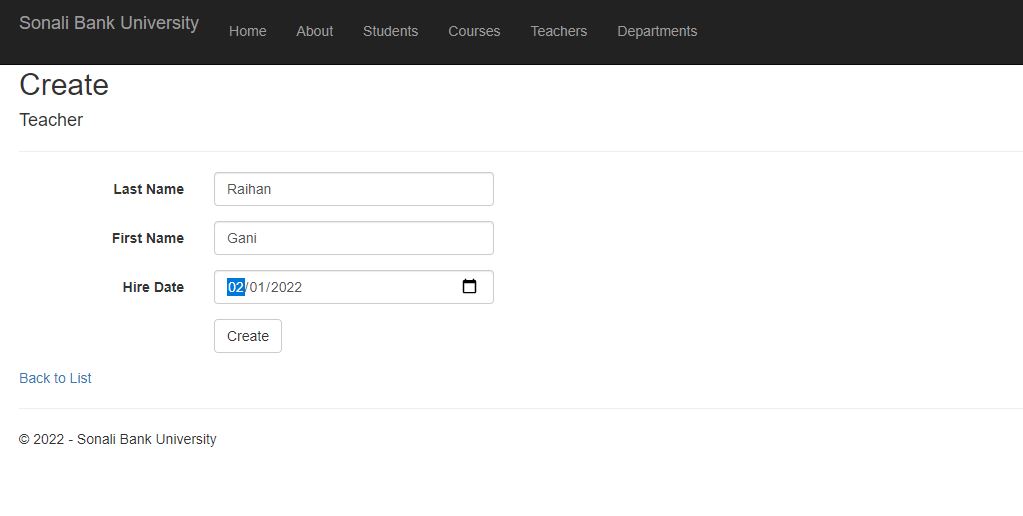 Sonali Bank University Home About Students Courses Teachers Departments
Create
Teacher
Last Name Raihan
First Name Gani
Hire Date 02/01/2022
Create
Back to List
© 2022 - Sonali Bank University